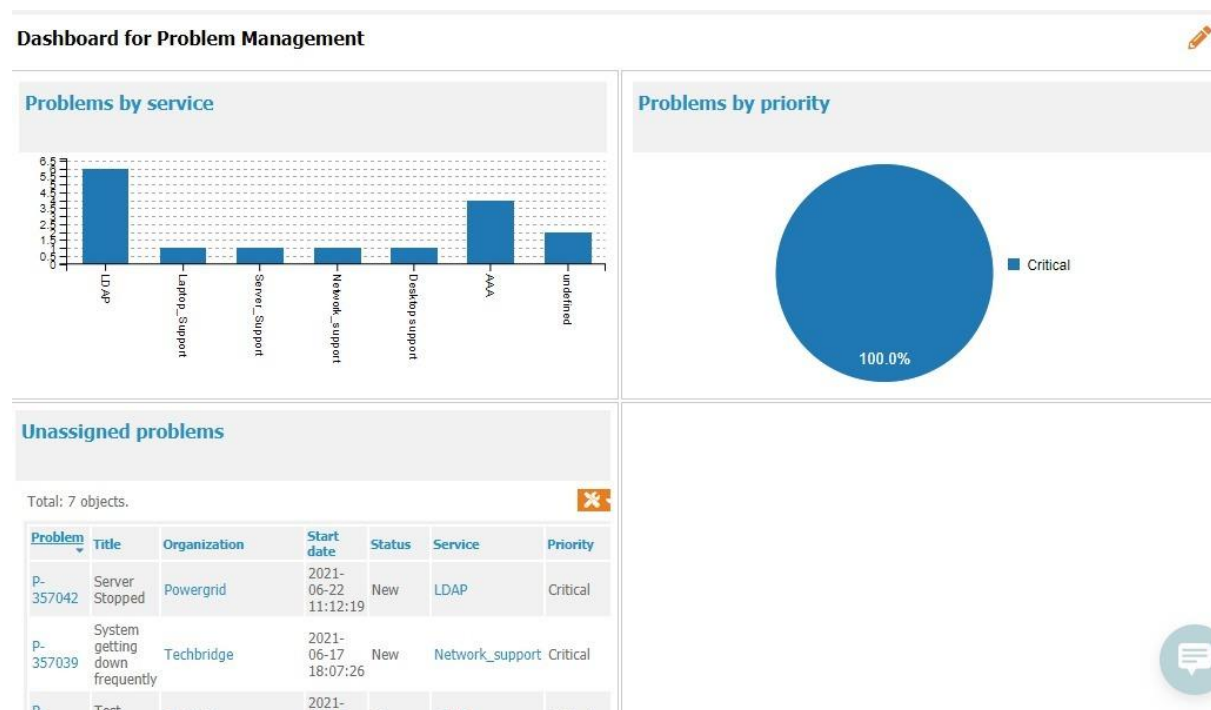 Dashboard for Problem Management
Problems by service
6.5
6
5.5
5
4.5
4
3.5
3
2.5
2
1.5
1
0.5
0
LDAP
Laptop_Support
Server_Support
Network_support
Desktop support
AAA
undefined
Problems by priority
100.0%
Critical
Unassigned problems
Total: 7 objects.
Problem Title Organization Start date Status Service Priority
P-357042 Server Stopped Powergrid 2021-06-22 11:12:19 New LDAP Critical
P-357039 System getting down frequently Techbridge 2021-06-17 18:07:26 New Network_support Critical
2021-